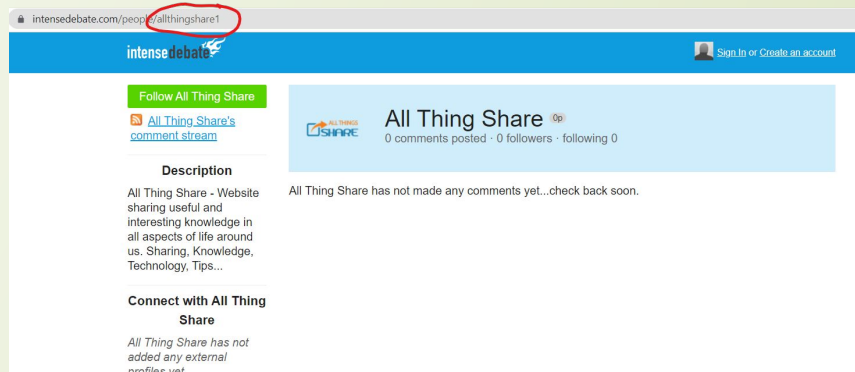 intensedebate.com/people/allthingshare1
intensedebate
Sign In or Create an account
Follow All Thing Share
All Thing Share's
comment stream
Description
All Thing Share - Website
sharing useful and
interesting knowledge in
all aspects of life around
us. Sharing, Knowledge,
Technology, Tips...
Connect with All Thing
Share
All Thing Share has not
added any external
profiles yet
ALL THINGS
SHARE
All Thing Share 0p
0 comments posted · 0 followers · following 0
All Thing Share has not made any comments yet...check back soon.